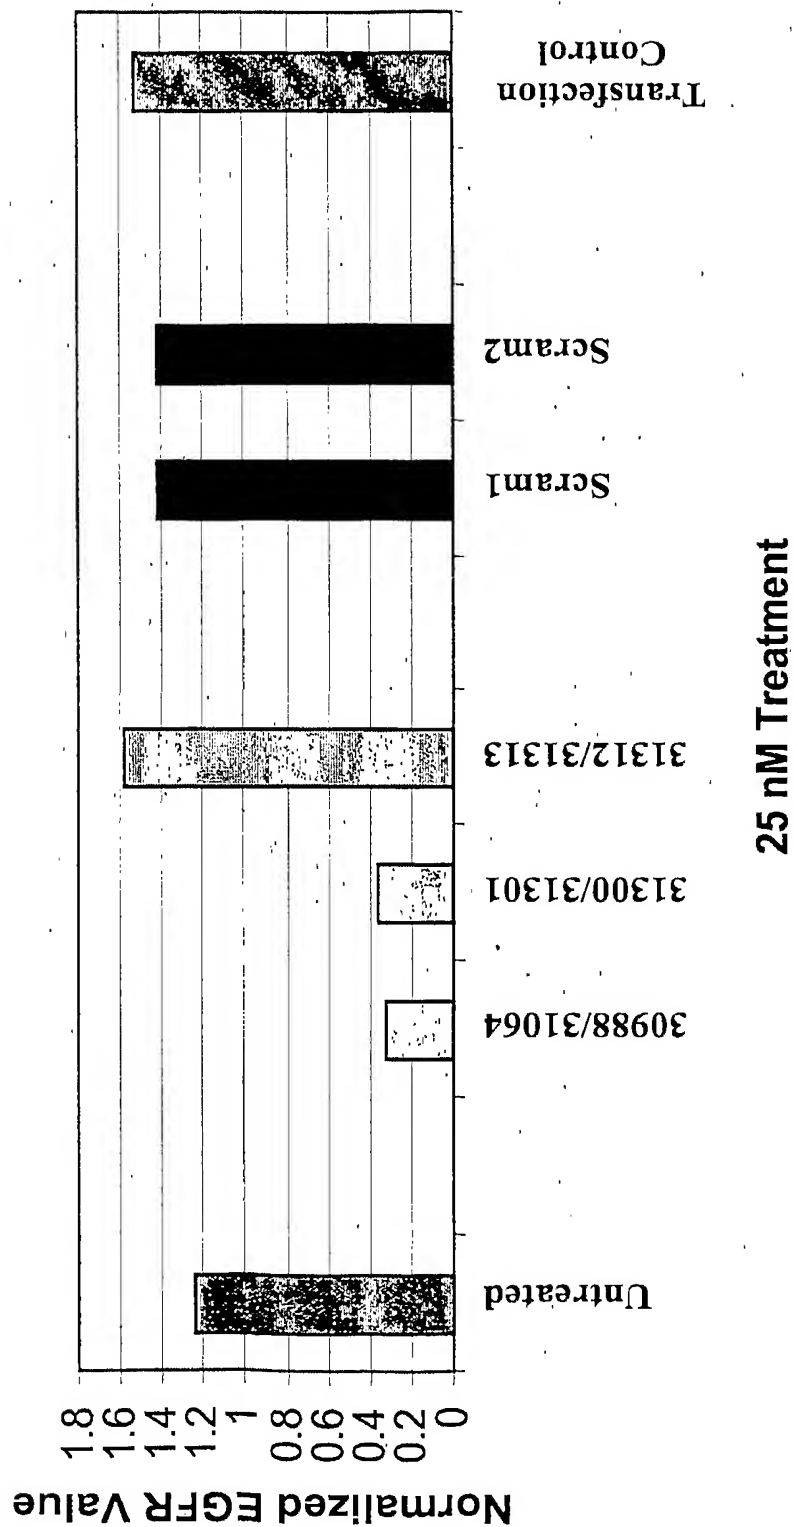 Normalized EGFR Value
1.8
1.6
1.4
1.2
1
0.8
0.6
0.4
0.2
0
Untreated
30988/31064
31300/31301
31312/31313
Scram1
Scram2
Transfection
Control
25 nM Treatment